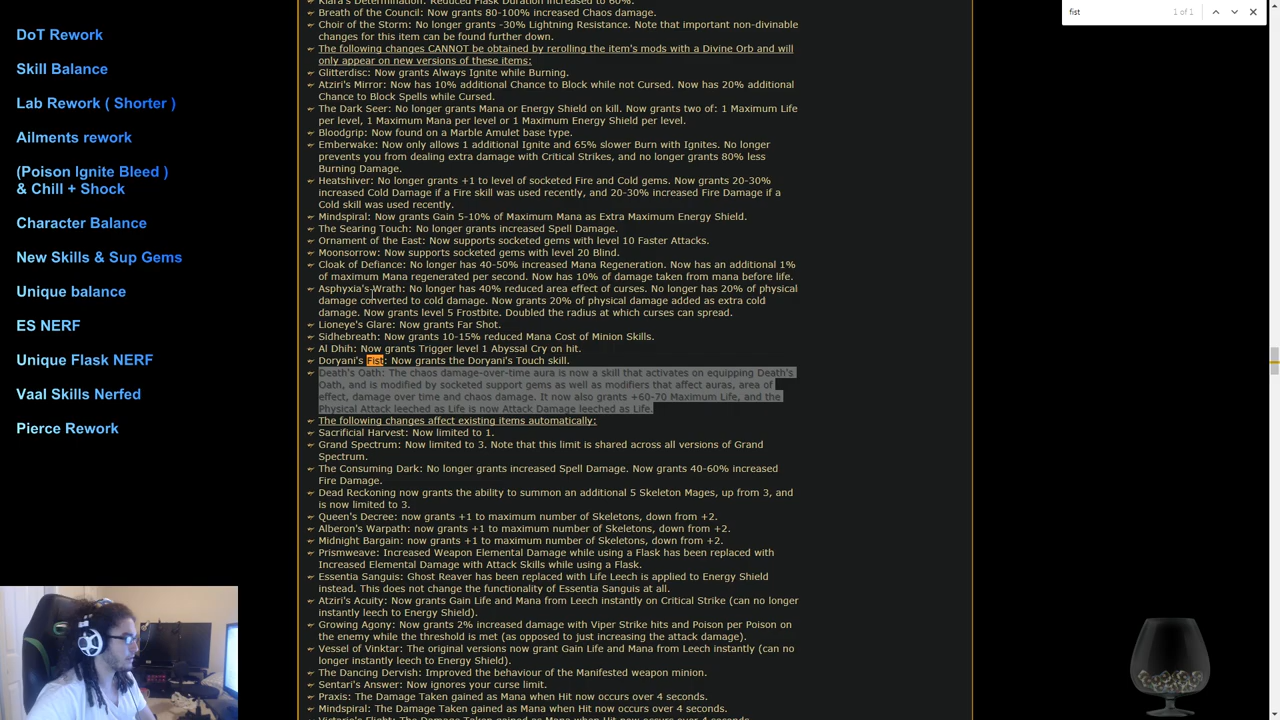 fist
1 of 1
DoT Rework
Skill Balance
Lab Rework ( Shorter )
Ailments rework
(Poison Ignite Bleed )
& Chill + Shock
Character Balance
New Skills & Sup Gems
Unique balance
ES NERF
Unique Flask NERF
Vaal Skills Nerfed
Pierce Rework
Kiara's Determination: Reduced Flask Duration increased to 60%.
Breath of the Council: Now grants 80-100% increased Chaos damage.
Choir of the Storm: No longer grants -30% Lightning Resistance. Note that important non-divinable
changes for this item can be found further down.
The following changes CANNOT be obtained by rerolling the item's mods with a Divine Orb and will
only appear on new versions of these items:
Glitterdisc: Now grants Always Ignite while Burning.
Atziri's Mirror: Now has 10% additional Chance to Block while not Cursed. Now has 20% additional
Chance to Block Spells while Cursed.
The Dark Seer: No longer grants Mana or Energy Shield on kill. Now grants two of: 1 Maximum Life
per level, 1 Maximum Mana per level or 1 Maximum Energy Shield per level.
Bloodgrip: Now found on a Marble Amulet base type.
Emberwake: Now only allows 1 additional Ignite and 65% slower Burn with Ignites. No longer
prevents you from dealing extra damage with Critical Strikes, and no longer grants 80% less
Burning Damage.
Heatshiver: No longer grants +1 to level of socketed Fire and Cold gems. Now grants 20-30%
increased Cold Damage if a Fire skill was used recently, and 20-30% increased Fire Damage if a
Cold skill was used recently.
Mindspiral: Now grants Gain 5-10% of Maximum Mana as Extra Maximum Energy Shield.
The Searing Touch: No longer grants increased Spell Damage.
Ornament of the East: Now supports socketed gems with level 10 Faster Attacks.
Moonsorrow: Now supports socketed gems with level 20 Blind.
Cloak of Defiance: No longer has 40-50% increased Mana Regeneration. Now has an additional 1%
of maximum Mana regenerated per second. Now has 10% of damage taken from mana before life.
Asphyxia's Wrath: No longer has 40% reduced area effect of curses. No longer has 20% of physical
damage converted to cold damage. Now grants 20% of physical damage added as extra cold
damage. Now grants level 5 Frostbite. Doubled the radius at which curses can spread.
Lioneye's Glare: Now grants Far Shot.
Sidhebreath: Now grants 10-15% reduced Mana Cost of Minion Skills.
Al Dhih: Now grants Trigger level 1 Abyssal Cry on hit.
Doryani's Fist: Now grants the Doryani's Touch skill.
Death's Oath: The chaos damage-over-time aura is now a skill that activates on equipping Death's
Oath, and is modified by socketed support gems as well as modifiers that affect auras, area of
effect, damage over time and chaos damage. It now also grants +60-70 Maximum Life, and the
Physical Attack leeched as Life is now Attack Damage leeched as Life.
The following changes affect existing items automatically:
Sacrificial Harvest: Now limited to 1.
Grand Spectrum: Now limited to 3. Note that this limit is shared across all versions of Grand
Spectrum.
The Consuming Dark: No longer grants increased Spell Damage. Now grants 40-60% increased
Fire Damage.
Dead Reckoning now grants the ability to summon an additional 5 Skeleton Mages, up from 3, and
is now limited to 3.
Queen's Decree: now grants +1 to maximum number of Skeletons, down from +2.
Alberon's Warpath: now grants +1 to maximum number of Skeletons, down from +2.
Midnight Bargain: now grants +1 to maximum number of Skeletons, down from +2.
Prismweave: Increased Weapon Elemental Damage while using a Flask has been replaced with
Increased Elemental Damage with Attack Skills while using a Flask.
Essentia Sanguis: Ghost Reaver has been replaced with Life Leech is applied to Energy Shield
instead. This does not change the functionality of Essentia Sanguis at all.
Atziri's Acuity: Now grants Gain Life and Mana from Leech instantly on Critical Strike (can no longer
instantly leech to Energy Shield).
Growing Agony: Now grants 2% increased damage with Viper Strike hits and Poison per Poison on
the enemy while the threshold is met (as opposed to just increasing the attack damage).
Vessel of Vinktar: The original versions now grant Gain Life and Mana from Leech instantly (can no
longer instantly leech to Energy Shield).
The Dancing Dervish: Improved the behaviour of the Manifested weapon minion.
Sentari's Answer: Now ignores your curse limit.
Praxis: The Damage Taken gained as Mana when Hit now occurs over 4 seconds.
Mindspiral: The Damage Taken gained as Mana when Hit now occurs over 4 seconds.
Victario's Flight: The Damage Taken gained as Mana when Hit now occurs over 4 seconds.